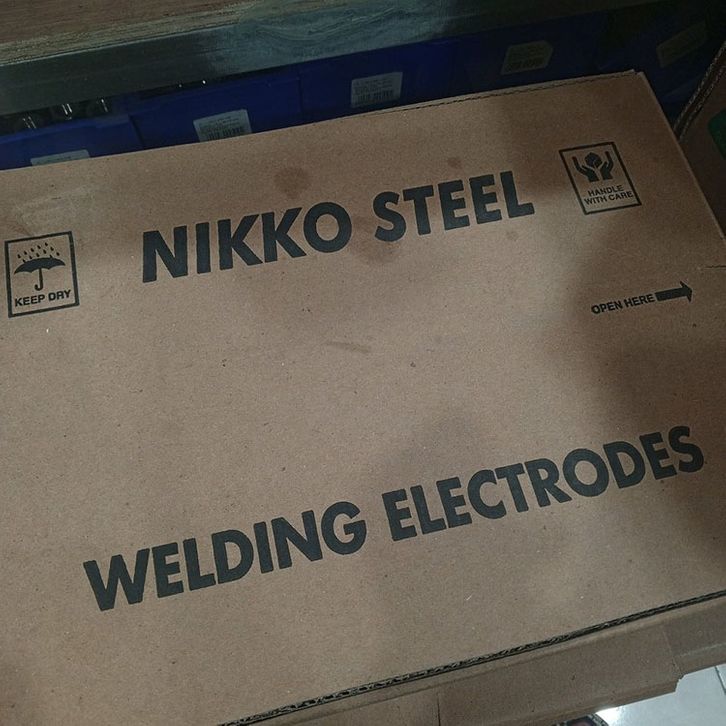 NIKKO STEEL
HANDLE
WITH CARE
KEEP DRY
OPEN HERE
WELDING ELECTRODES